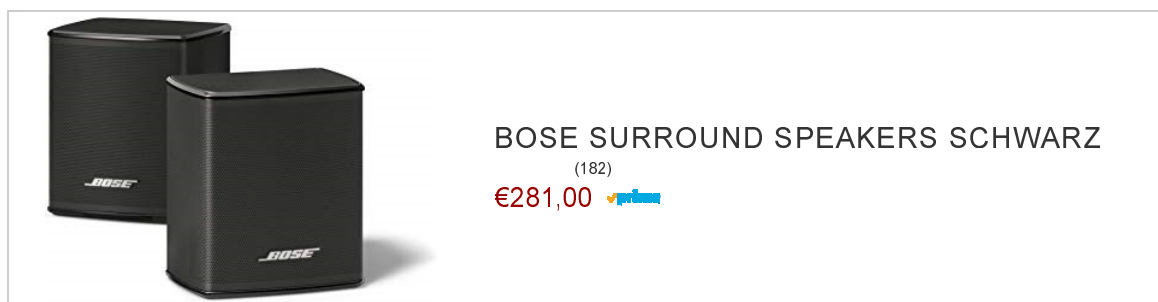 BOSE
BOSE
BOSE SURROUND SPEAKERS SCHWARZ
(182)
€281,00 prime